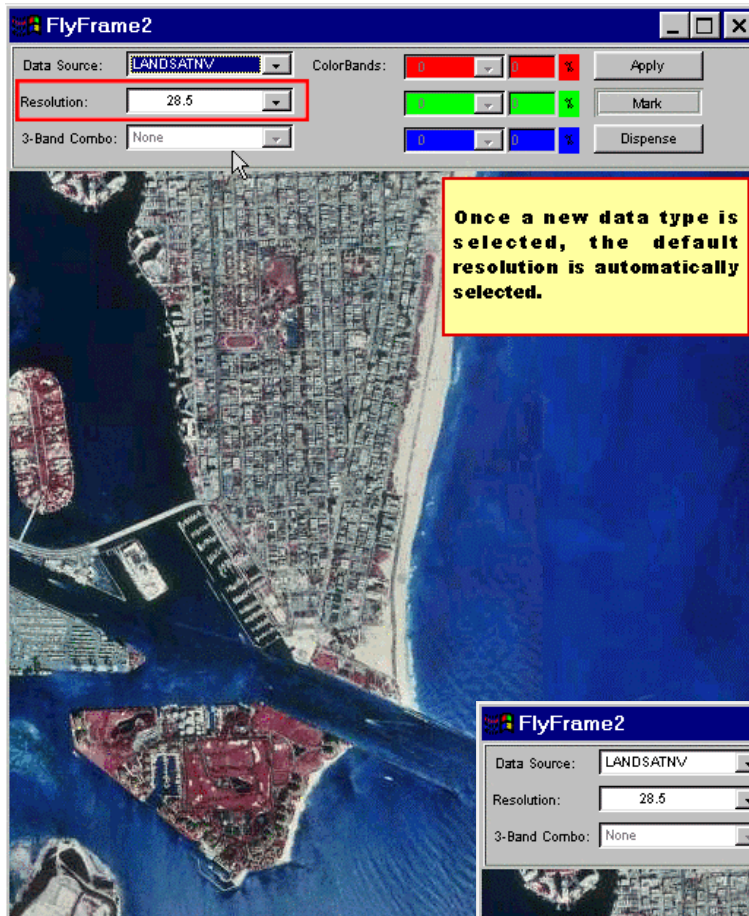 FlyFrame2
Data Source: LANDSATNV ColorBands: 0 0 % Apply
Resolution: 28.5 0 0 % Mark
3-Band Combo: None 0 0 % Dispense
Once a new data type is
selected, the default
resolution is automatically
selected.
FlyFrame2
Data Source: LANDSATNV
Resolution: 28.5
3-Band Combo: None